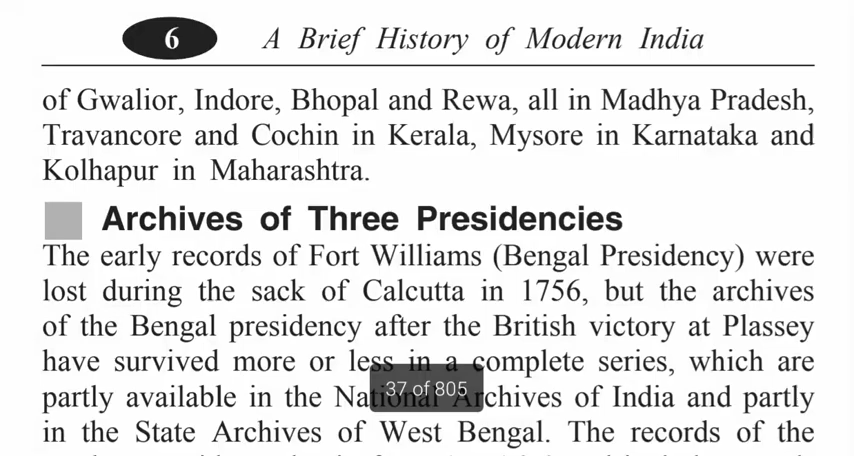 6 A Brief History of Modern India
of Gwalior, Indore, Bhopal and Rewa, all in Madhya Pradesh,
Travancore and Cochin in Kerala, Mysore in Karnataka and
Kolhapur in Maharashtra.
Archives of Three Presidencies
The early records of Fort Williams (Bengal Presidency) were
lost during the sack of Calcutta in 1756, but the archives
of the Bengal presidency after the British victory at Plassey
have survived more or less in a complete series, which are
37 of 805
partly available in the National Archives of India and partly
in the State Archives of West Bengal. The records of the